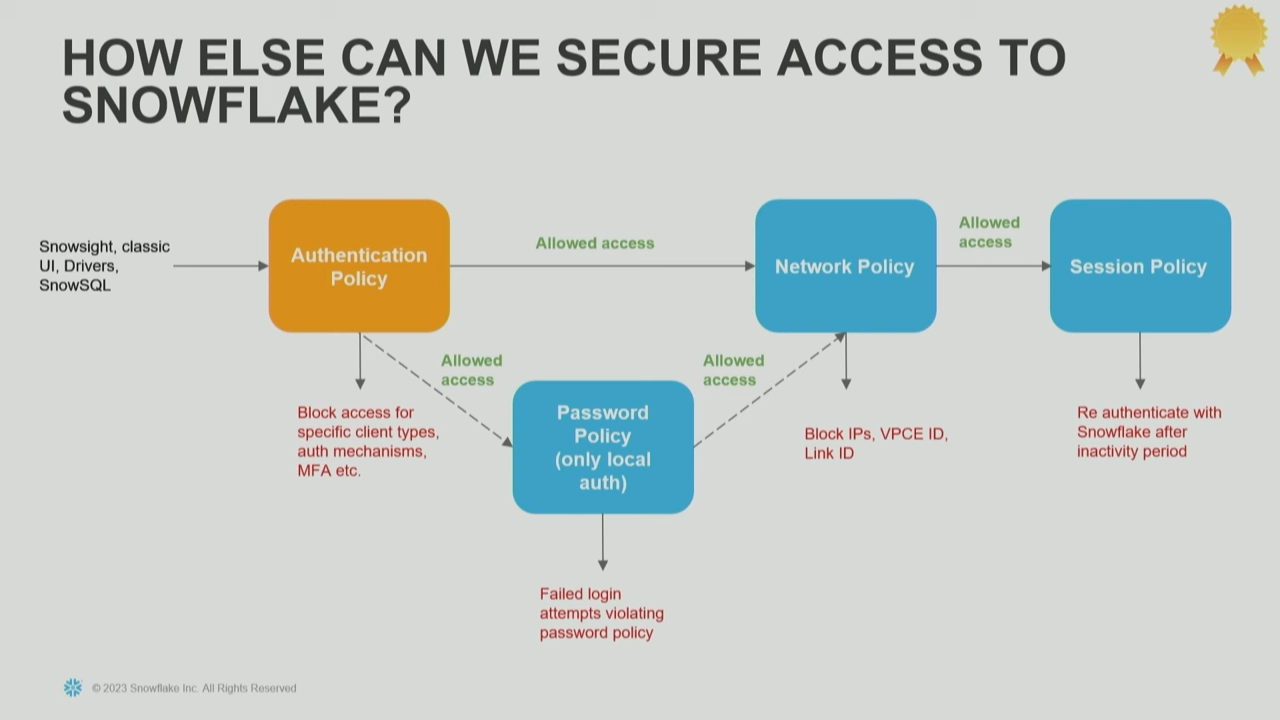 HOW ELSE CAN WE SECURE ACCESS TO
SNOWFLAKE?
Snowsight, classic
UI, Drivers,
SnowSQL
Authentication
Policy
Allowed access
Network Policy
Allowed
access
Session Policy
Allowed
access
Allowed
access
Block access for
specific client types,
auth mechanisms,
MFA etc.
Password
Policy
(only local
auth)
Block IPs, VPCE ID,
Link ID
Re authenticate with
Snowflake after
inactivity period
Failed login
attempts violating
password policy
© 2023 Snowflake Inc. All Rights Reserved